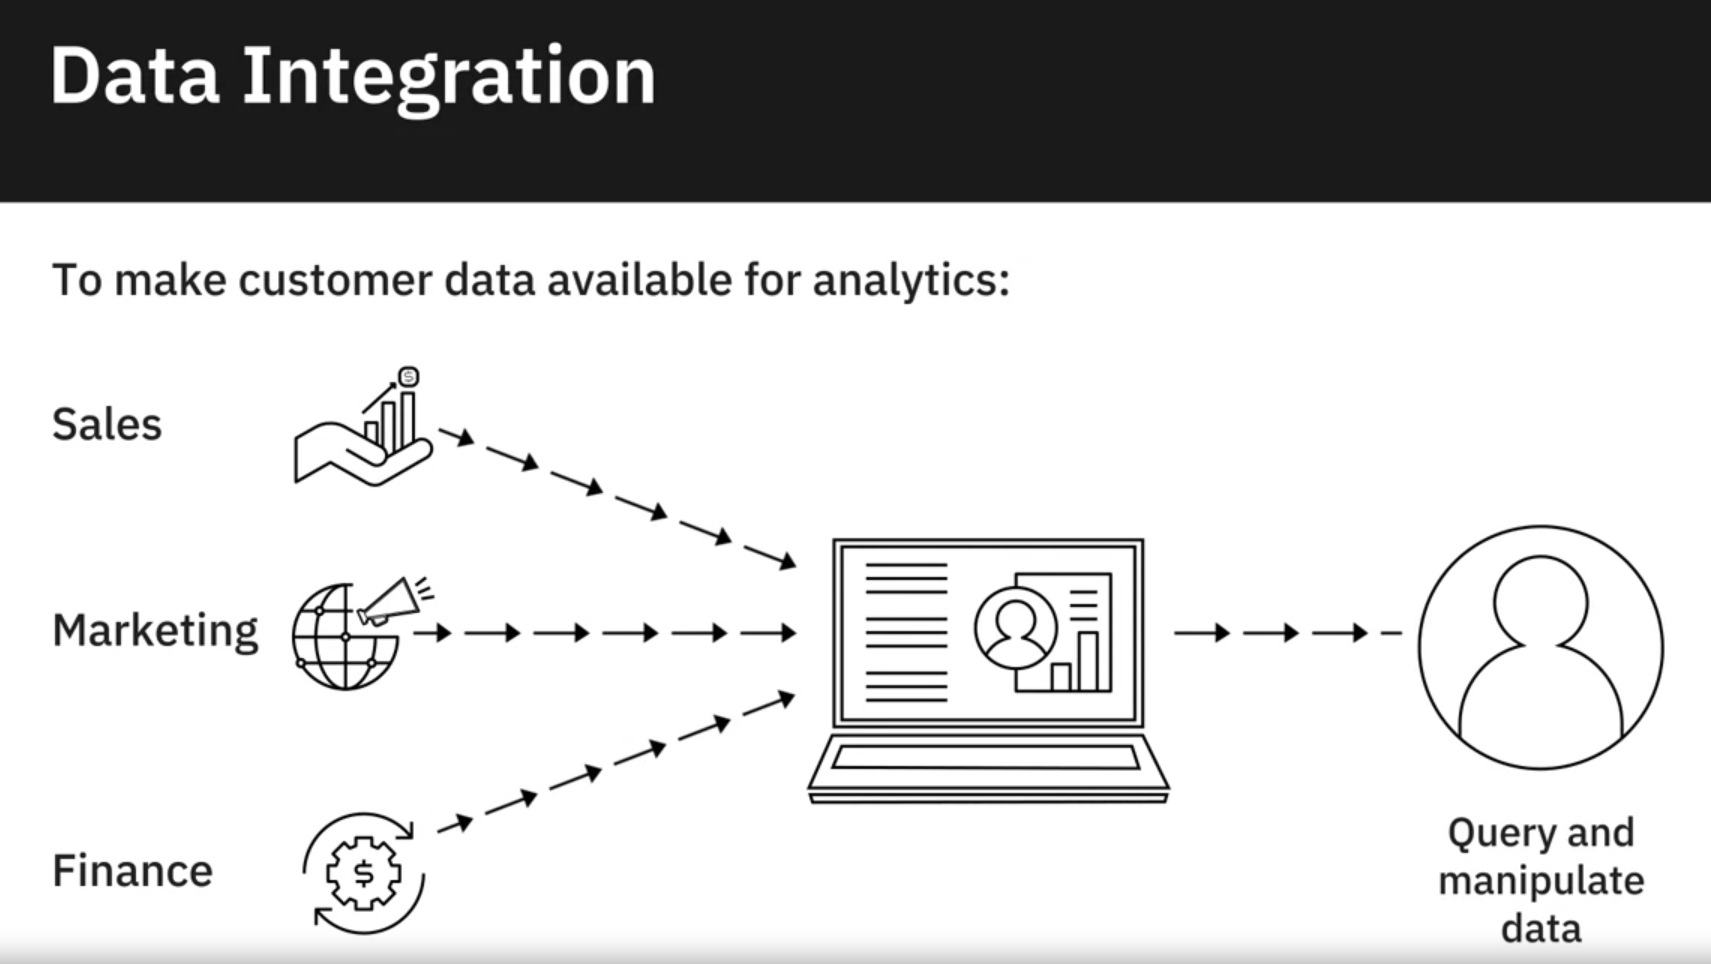 Data Integration
To make customer data available for analytics:
Sales
$
Marketing
Finance
$
Query and
manipulate
data